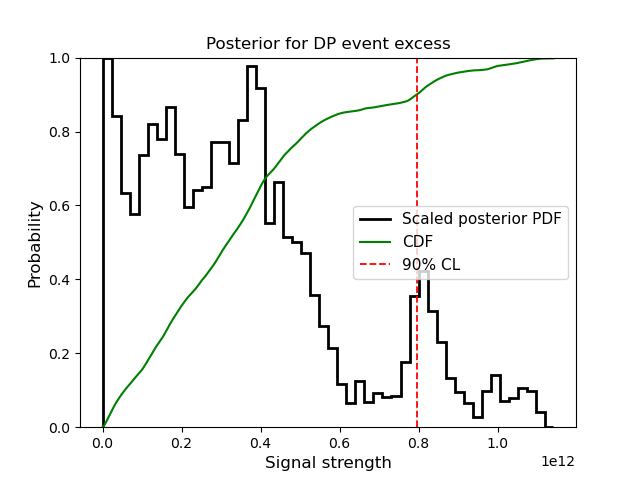 Posterior for DP event excess
1.0
0.8
0.6
0.4
0.2
0.0
Probability
Scaled posterior PDF
CDF
90% CL
0.0 0.2 0.4 0.6 0.8 1.0
1e12
Signal strength